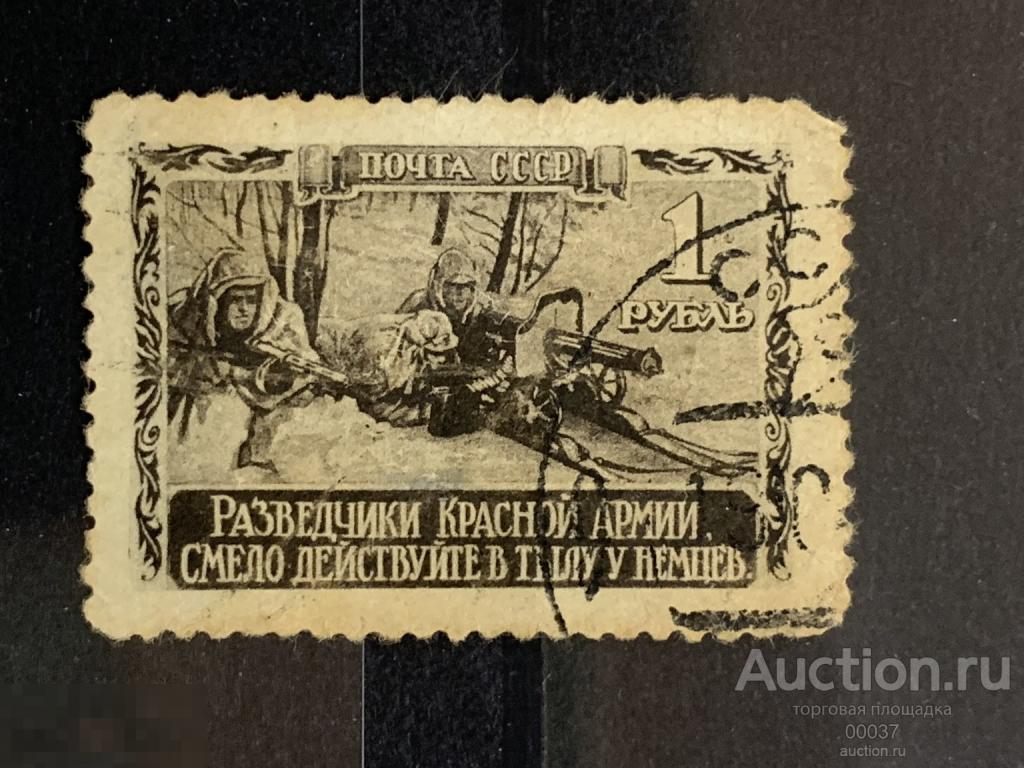 ПОЧТА СССР
1
РУБЛЬ
РАЗВЕДЧИКИ КРАСНОЙ АРМИИ,
СМЕЛО ДЕЙСТВУЙТЕ В ТЫЛУ У НЕМЦЕВ.
Auction.ru
торговая площадка
00037
auction.ru